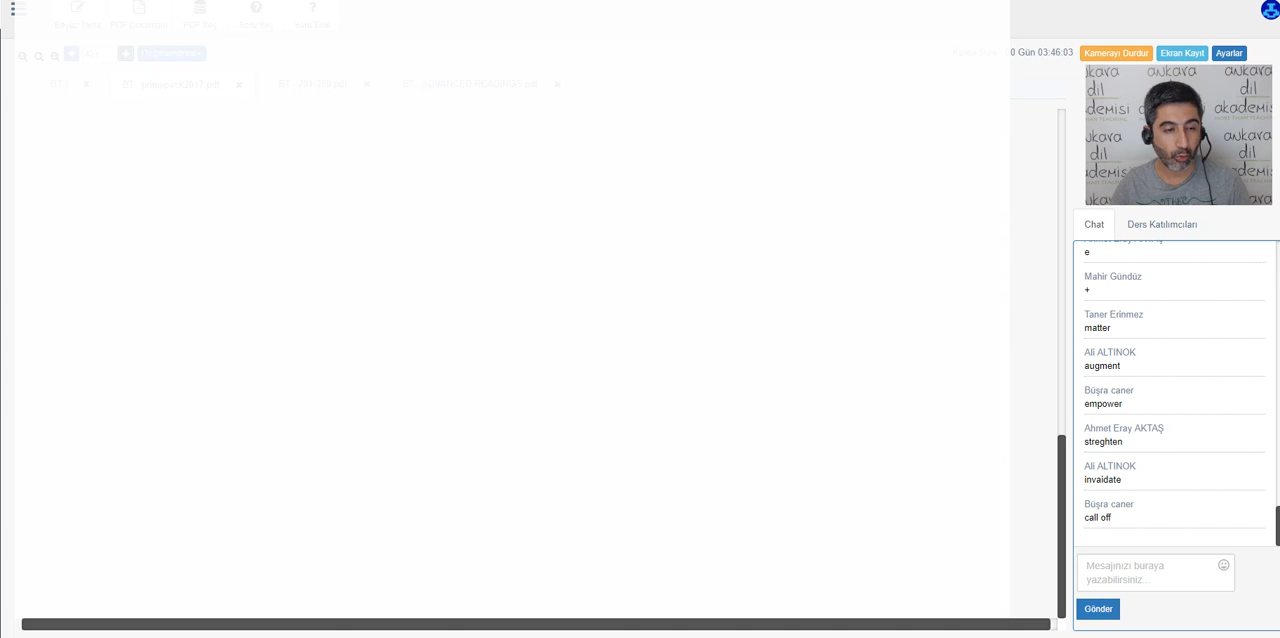 0 Gün 03:46:03
Kamerayı Durdur
Ekran Kayıt
Ayarlar
ankara
dil
akademisi
Chat
Ders Katılımcıları
e
Mahir Gündüz
+
Taner Erinmez
matter
Ali ALTINOK
augment
Büşra caner
empower
Ahmet Eray AKTAŞ
streghten
Ali ALTINOK
invaidate
Büşra caner
call off
Mesajınızı buraya
yazabilirsiniz...
Gönder